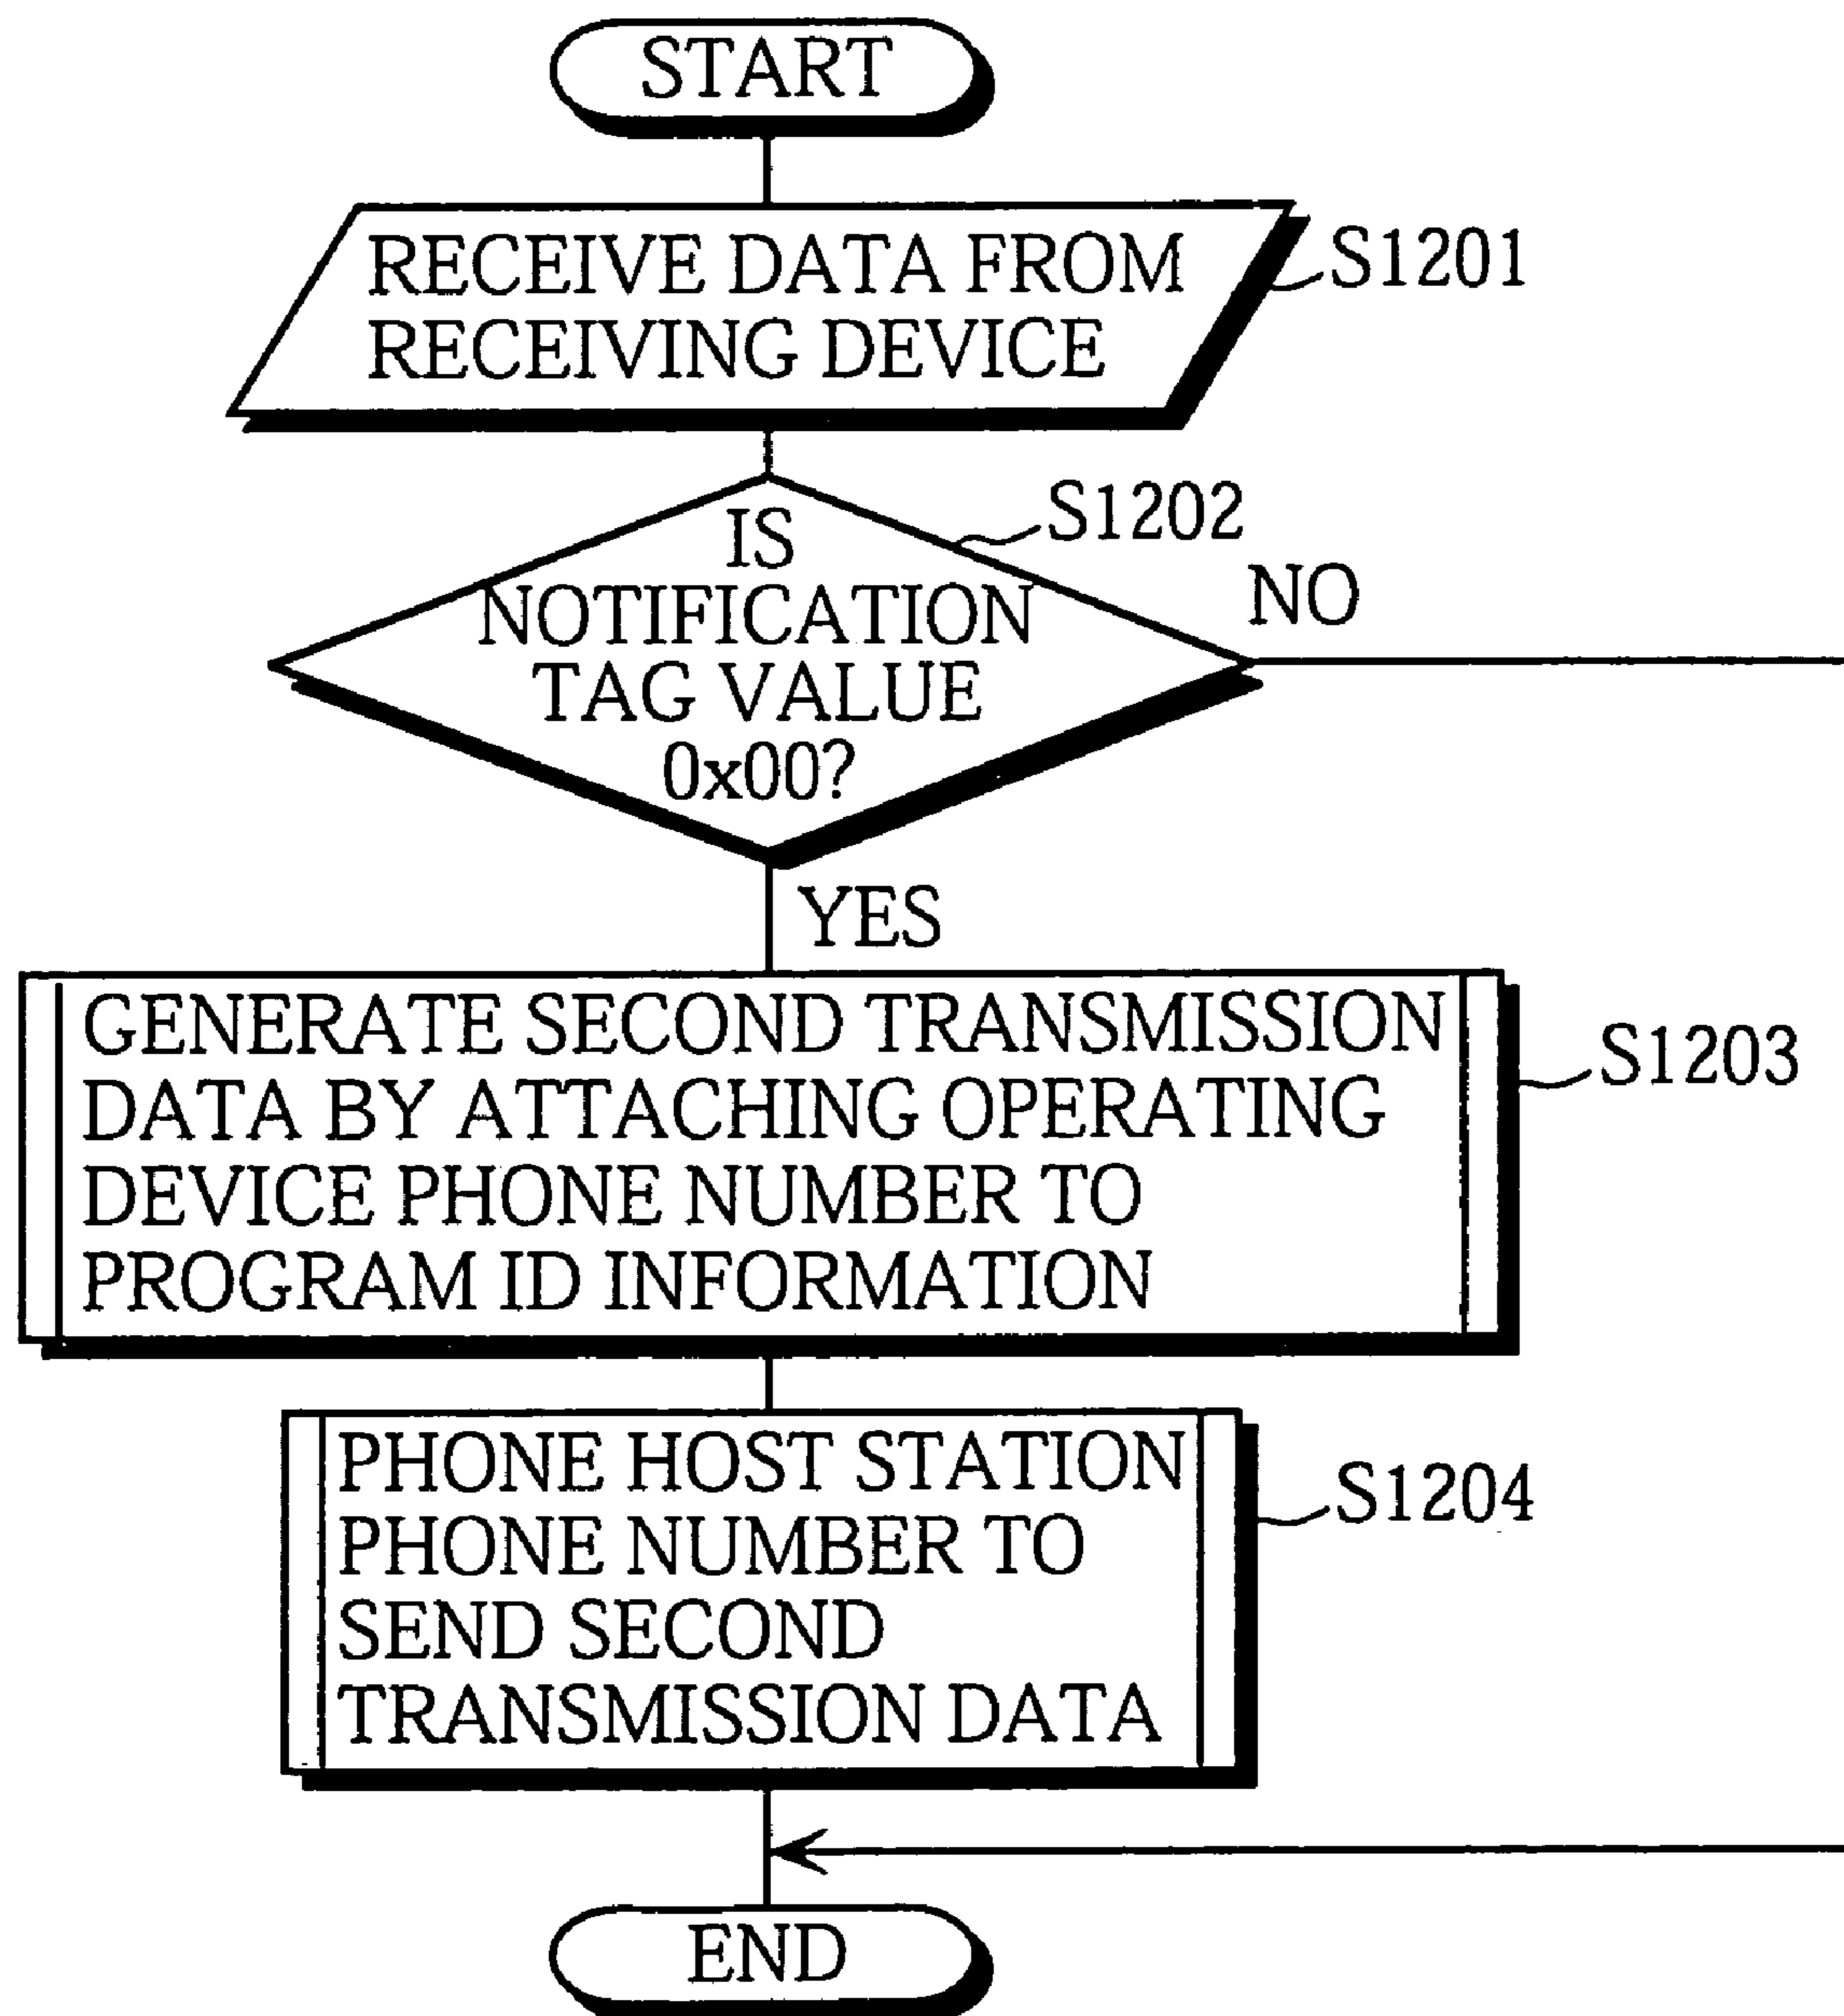 START
RECEIVE DATA FROM
RECEIVING DEVICE
S1201
S1202
IS
NOTIFICATION
TAG VALUE
0x00?
NO
YES
GENERATE SECOND TRANSMISSION
DATA BY ATTACHING OPERATING
DEVICE PHONE NUMBER TO
PROGRAM ID INFORMATION
S1203
PHONE HOST STATION
PHONE NUMBER TO
SEND SECOND
TRANSMISSION DATA
S1204
END